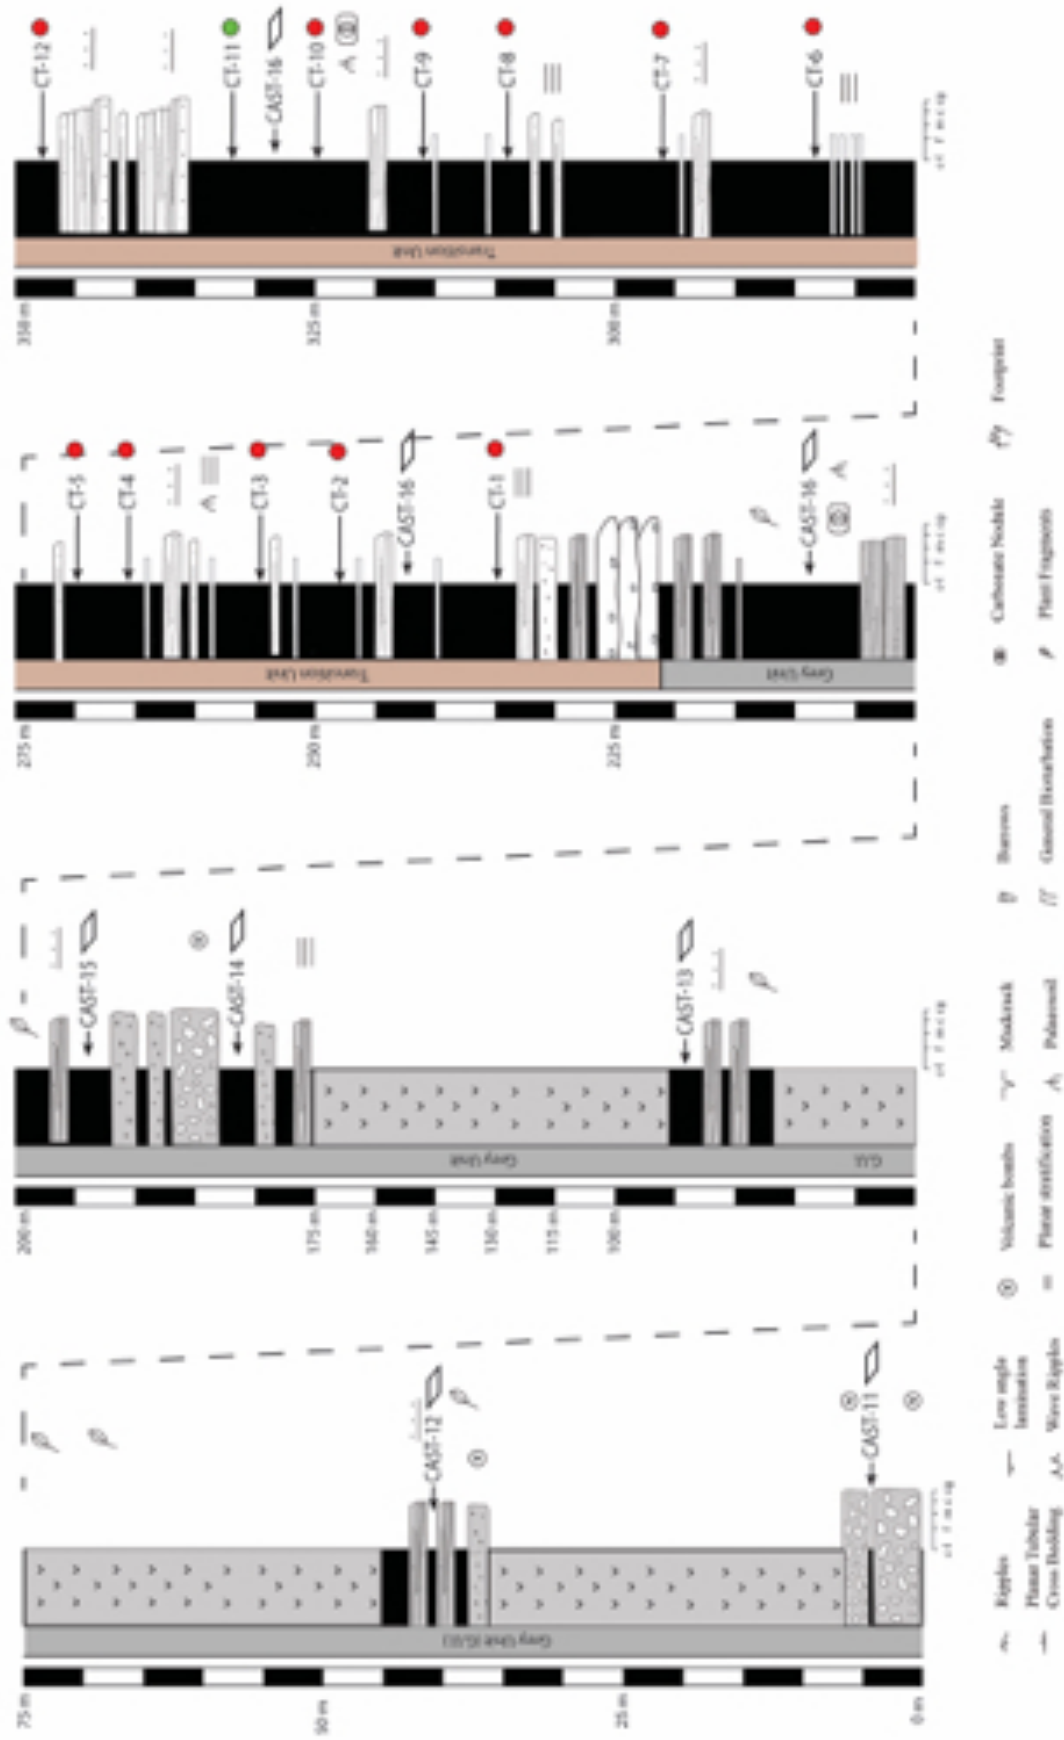 CT-12
CT-11
CAST-16
CT-10
CT-9
CT-8
CT-7
CT-6
Transition Unit
350 m
325 m
300 m
CT-5
CT-4
CT-3
CT-2
CAST-16
CT-1
CAST-16
Transition Unit
Grey Unit
275 m
250 m
225 m
CAST-15
CAST-14
CAST-13
Grey Unit
G.U.
200 m
175 m
160 m
145 m
130 m
115 m
100 m
CAST-12
CAST-11
Grey Unit (G.U.)
75 m
50 m
25 m
0 m
Ripples
Planar Tabular
Cross Bedding
Low angle
lamination
Wave Ripples
Volcanic bombs
Planar stratification
Mudcrack
Palaeosol
Burrows
General Bioturbation
Carbonate Nodule
Plant Fragments
Footprint